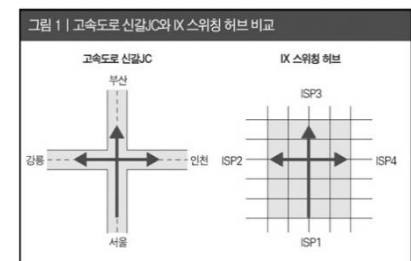 그림 1 | 고속도로 신갈JC와 IX 스위칭 허브 비교
고속도로 신갈JC
IX 스위칭 허브
부산
강릉
인천
서울
ISP3
ISP2
ISP4
ISP1